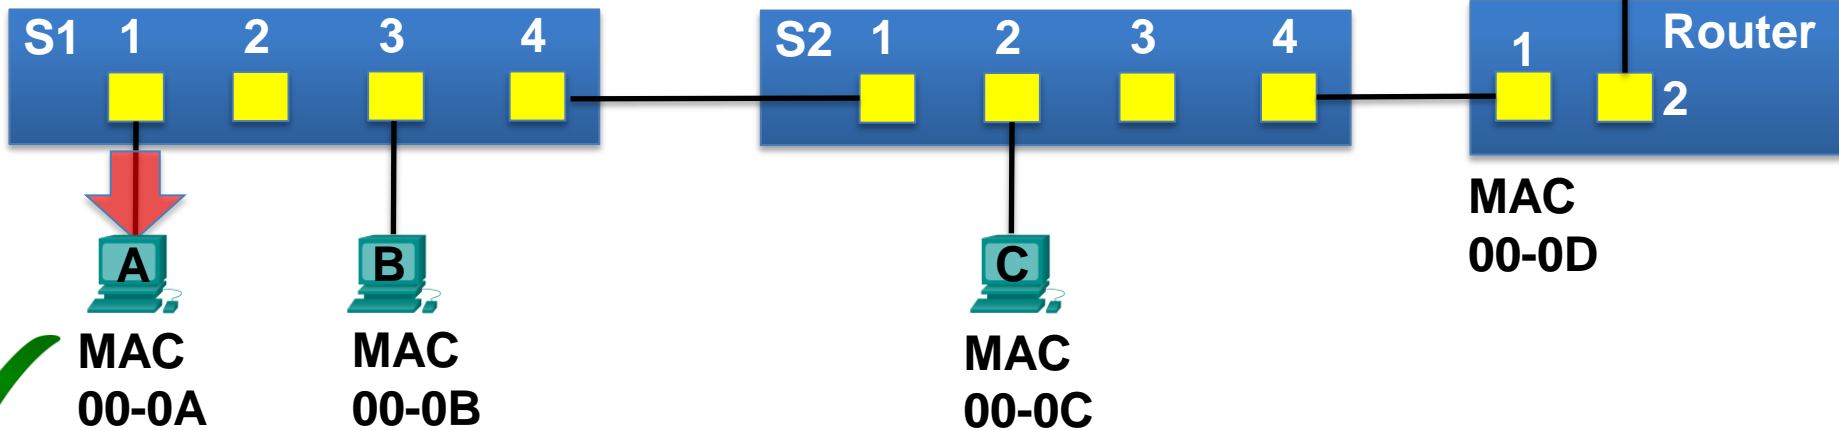 S1 1 2 3 4
S2 1 2 3 4
1 Router
2
A
MAC
00-0A
B
MAC
00-0B
C
MAC
00-0C
MAC
00-0D